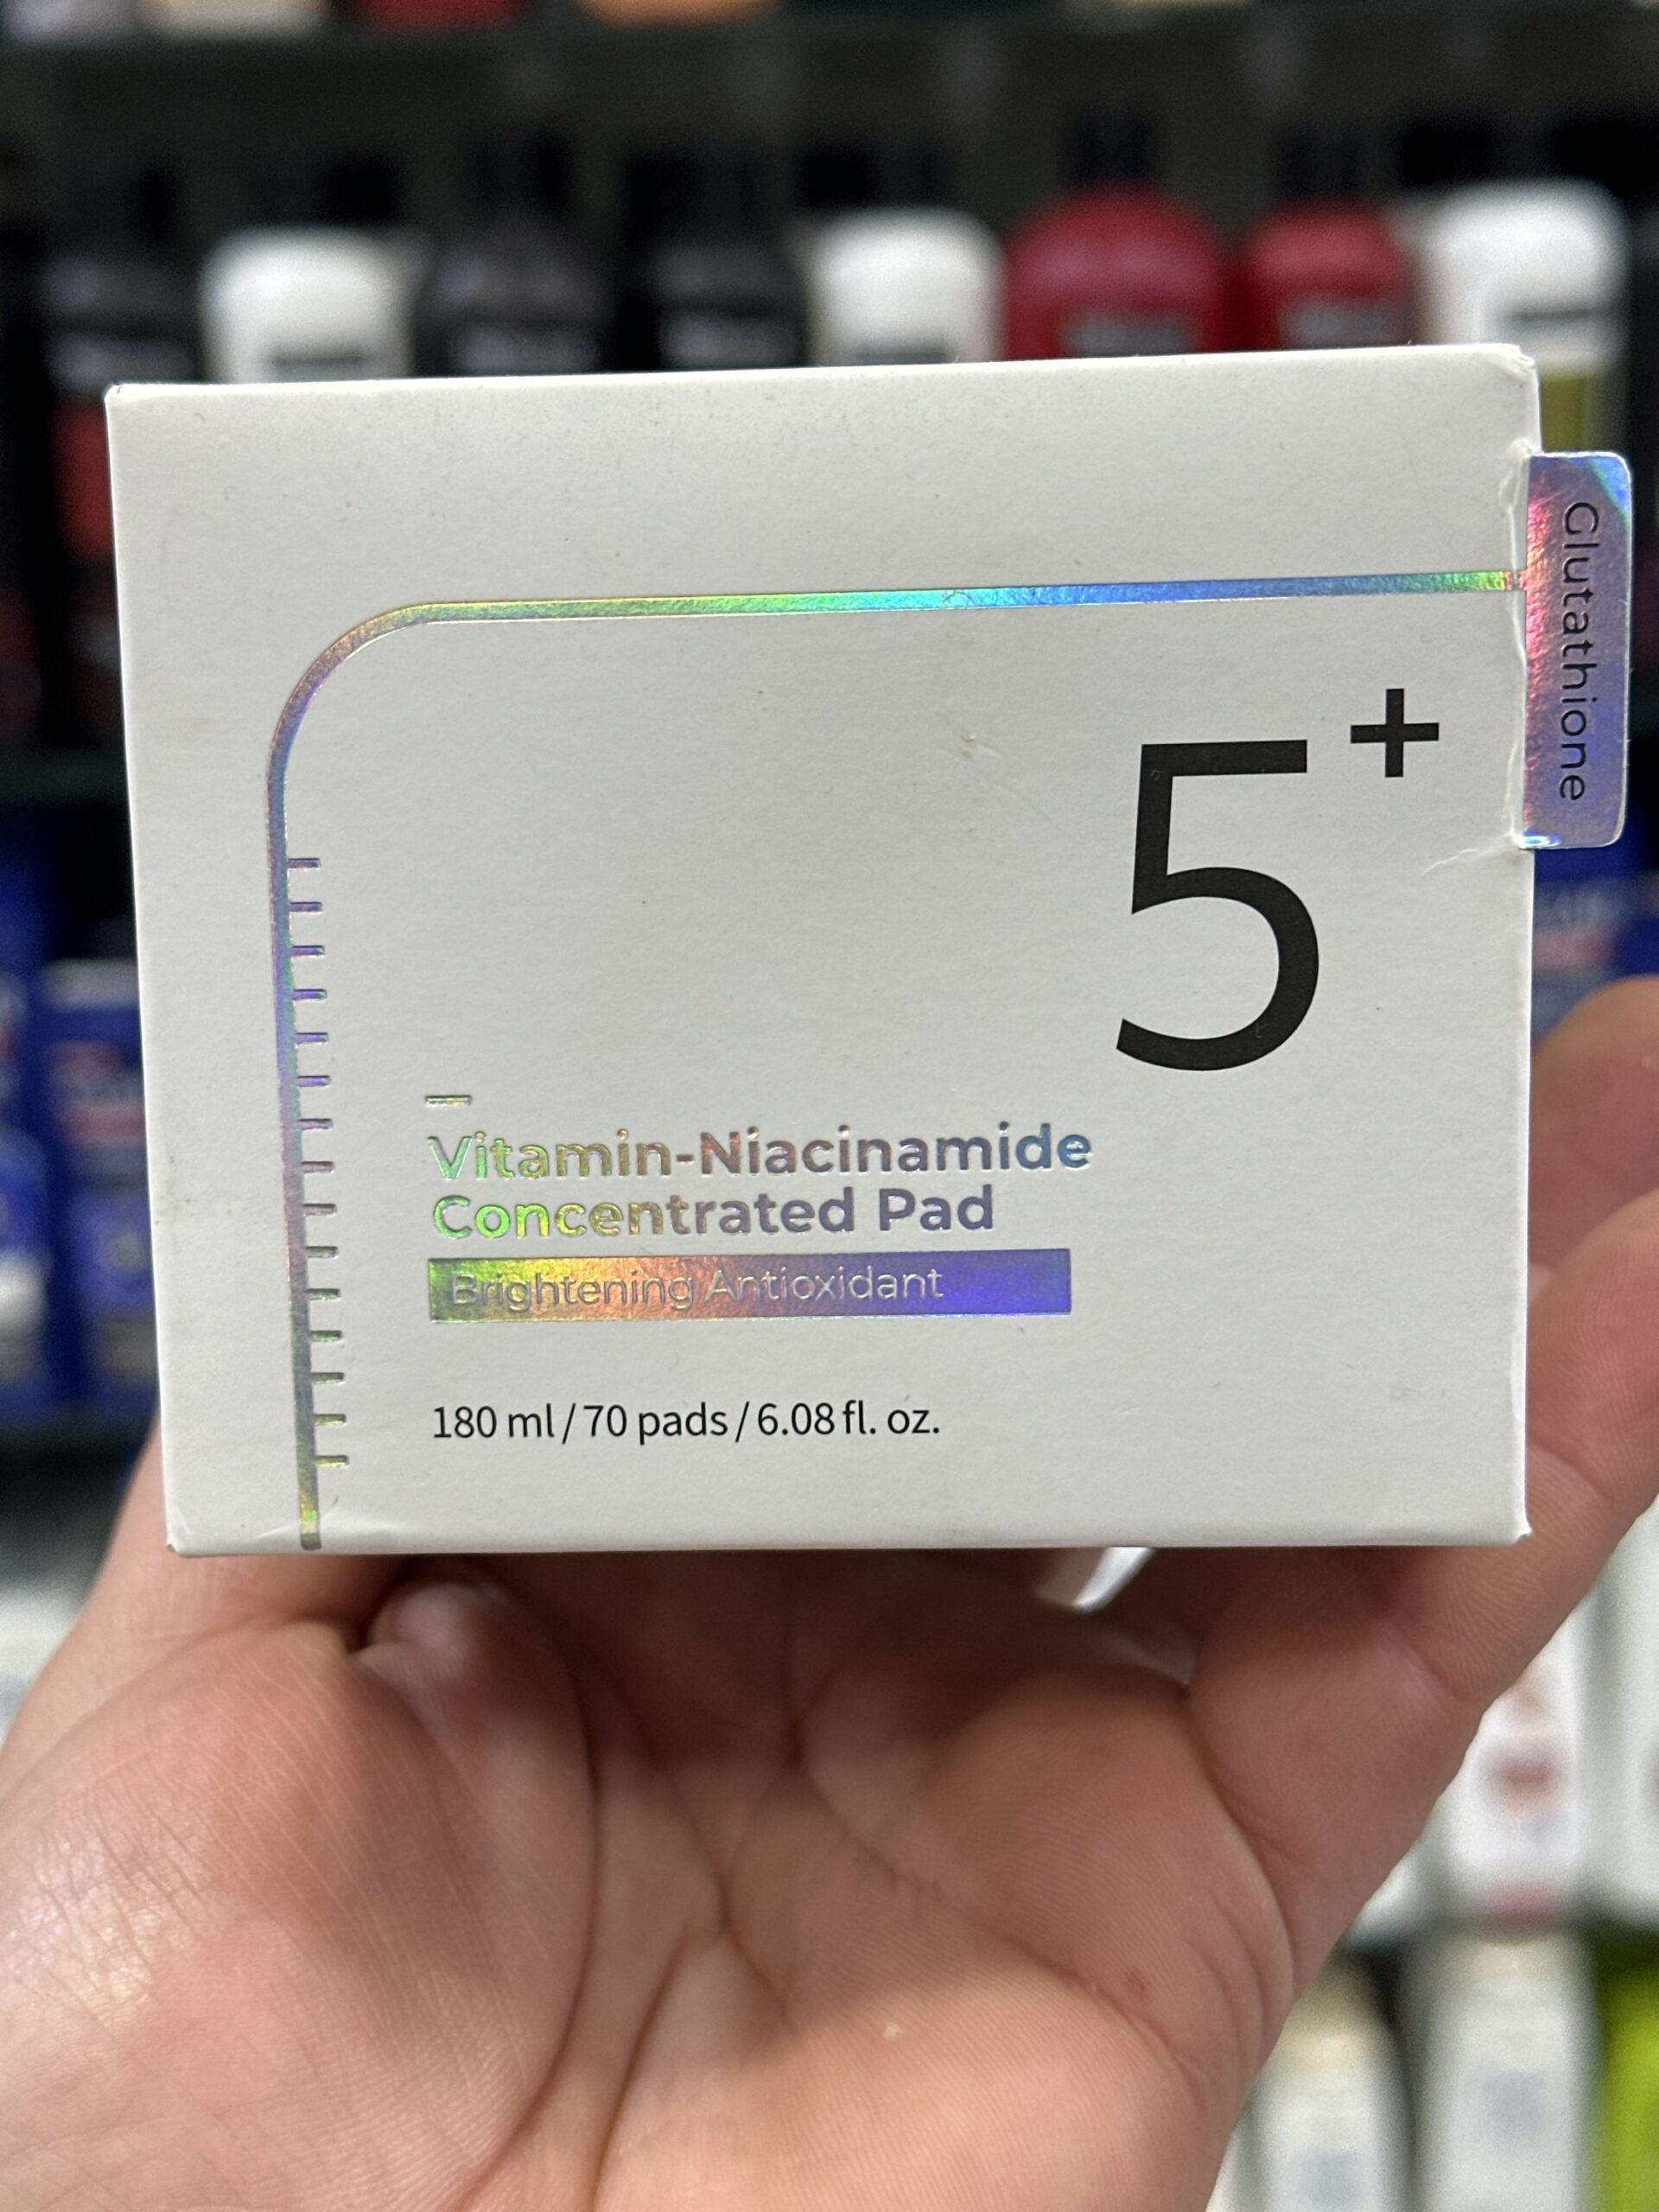 Glutathione
5+
Vitamin-Niacinamide
Concentrated Pad
Brightening Antioxidant
180 ml / 70 pads / 6.08 fl. oz.